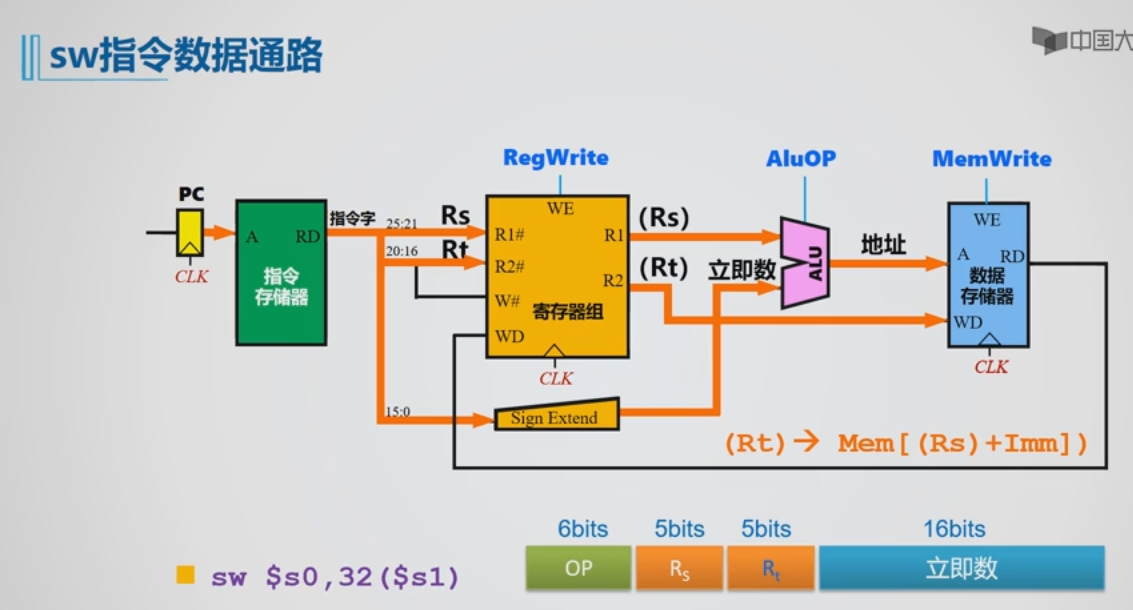 sw指令数据通路
中国大
RegWrite
AluOP
MemWrite
PC
指令字
25:21
Rs
WE
(Rs)
WE
A
RD
R1#
R1
地址
20:16
Rt
R2#
(Rt)
立即数
ALU
A
RD
CLK
指令
存储器
R2
数据
存储器
W#
寄存器组
WD
WD
CLK
CLK
15:0
Sign Extend
(Rt)→ Mem[(Rs)+Imm])
6bits
5bits
5bits
16bits
OP
Rs
Rt
立即数
sw $s0,32($s1)